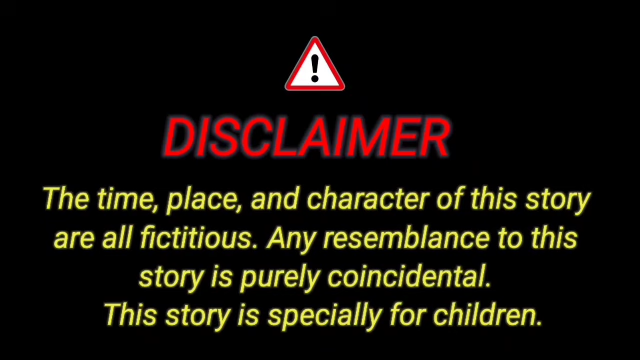 DISCLAIMER
The time, place, and character of this story
are all fictitious. Any resemblance to this
story is purely coincidental.
This story is specially for children.